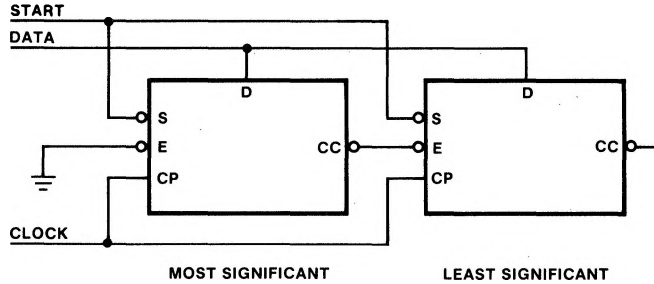 START
DATA
D
D
S
S
E
CC
E
CC
CP
CP
CLOCK
MOST SIGNIFICANT
LEAST SIGNIFICANT